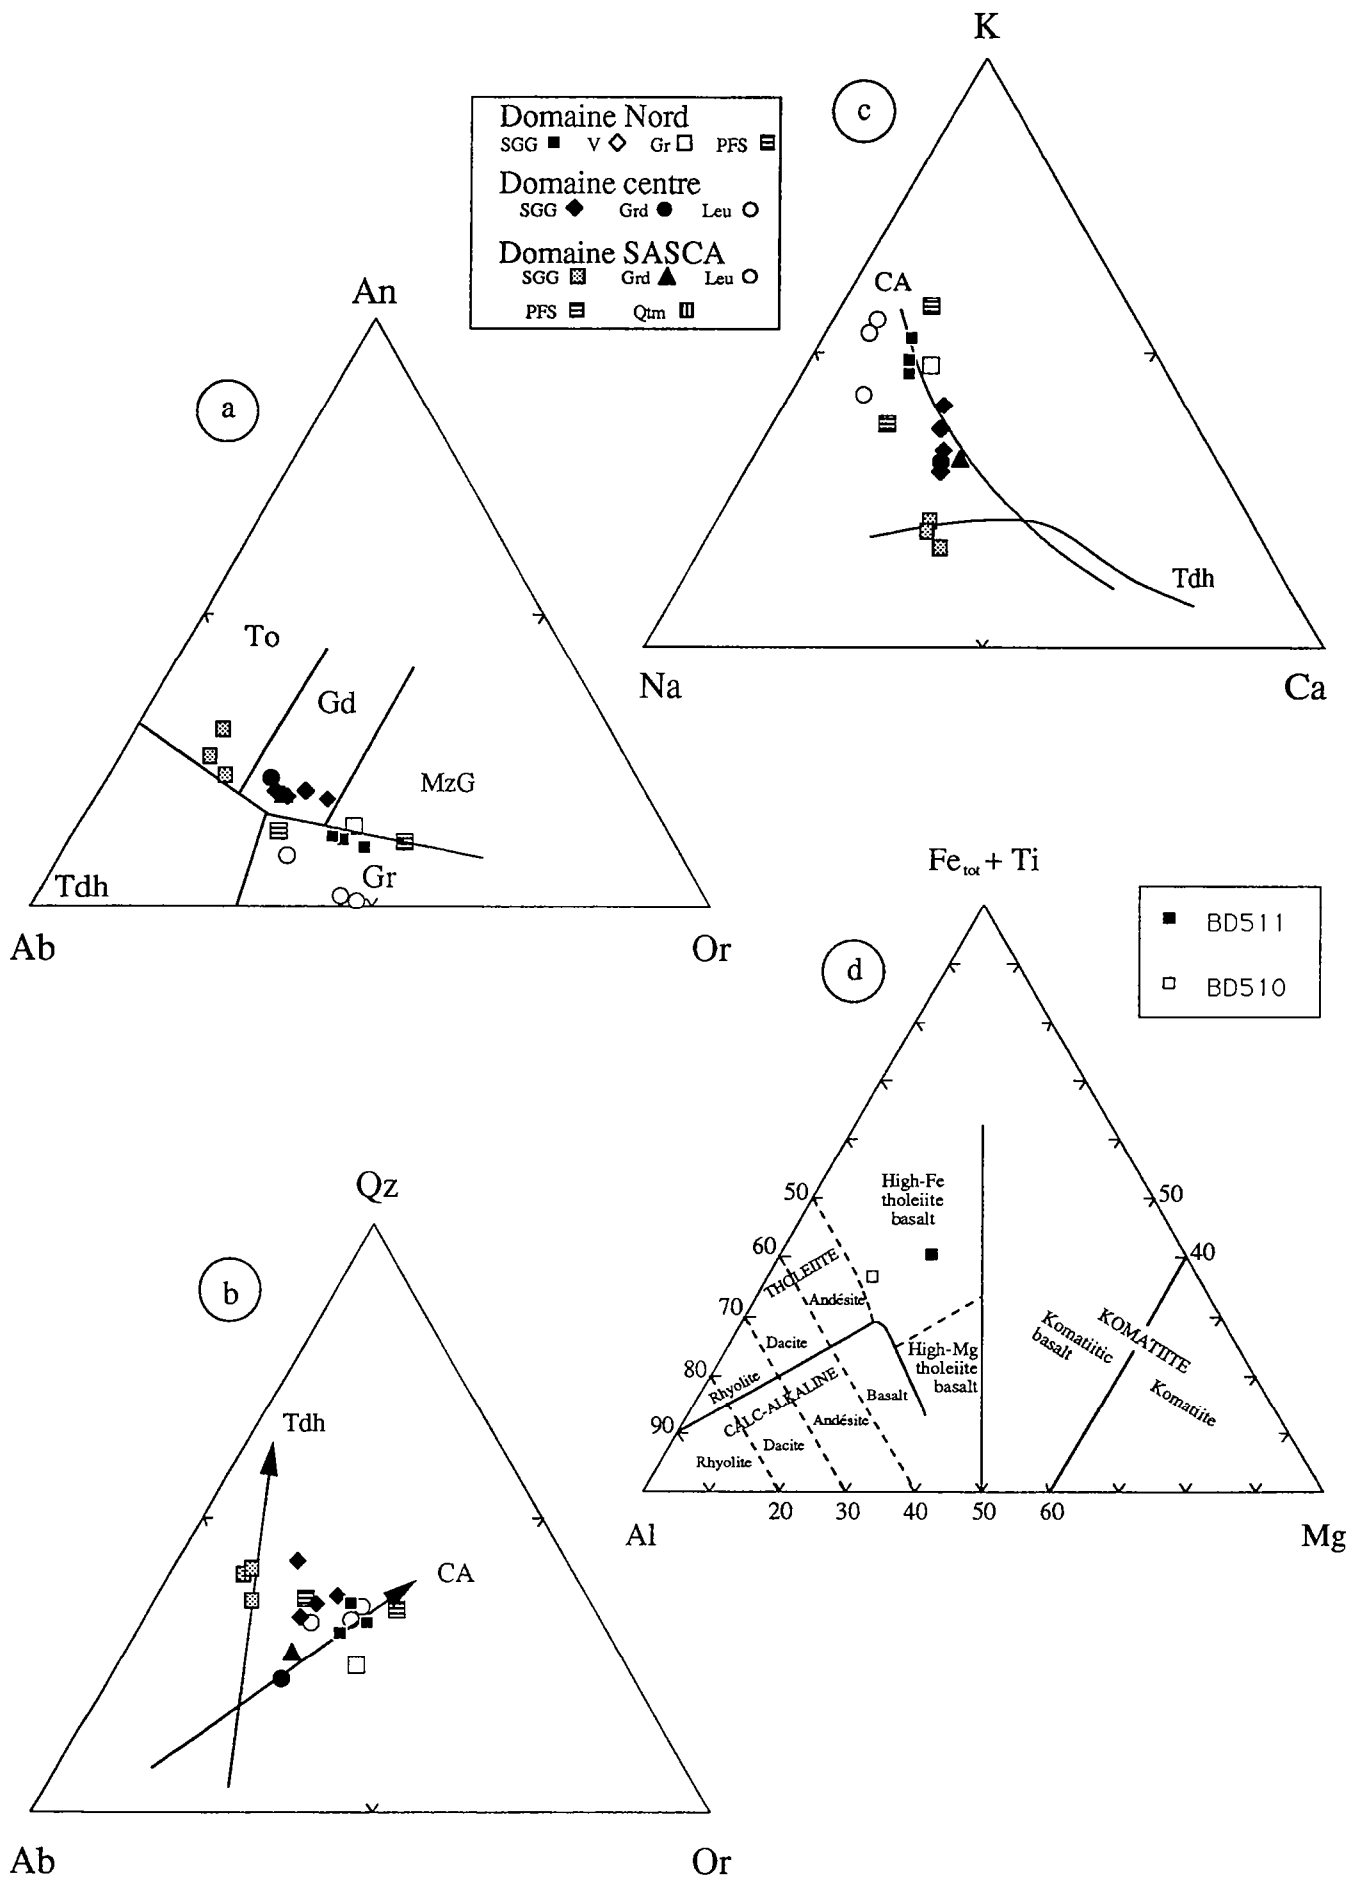 K
c
Domaine Nord
SGG V Gr PFS
Domaine centre
SGG Grd Leu
Domaine SASCA
SGG Grd Leu
PFS Qtm
CA
Tdh
Na
Ca
An
a
To
Gd
MzG
Tdh
Gr
Ab
Or
Fe tot + Ti
d
BD511
BD510
50
High-Fe
tholeiite
basalt
50
60
THOLEIITE
40
70
Andésite
Dacite
KOMATIITE
Komatiitic
basalt
High-Mg
tholeiite
basalt
80
Rhyolite
CALC-ALKALINE
Basalt
Komatiite
90
Andésite
Dacite
Rhyolite
20 30 40 50 60
Al
Mg
Qz
b
Tdh
CA
Ab
Or